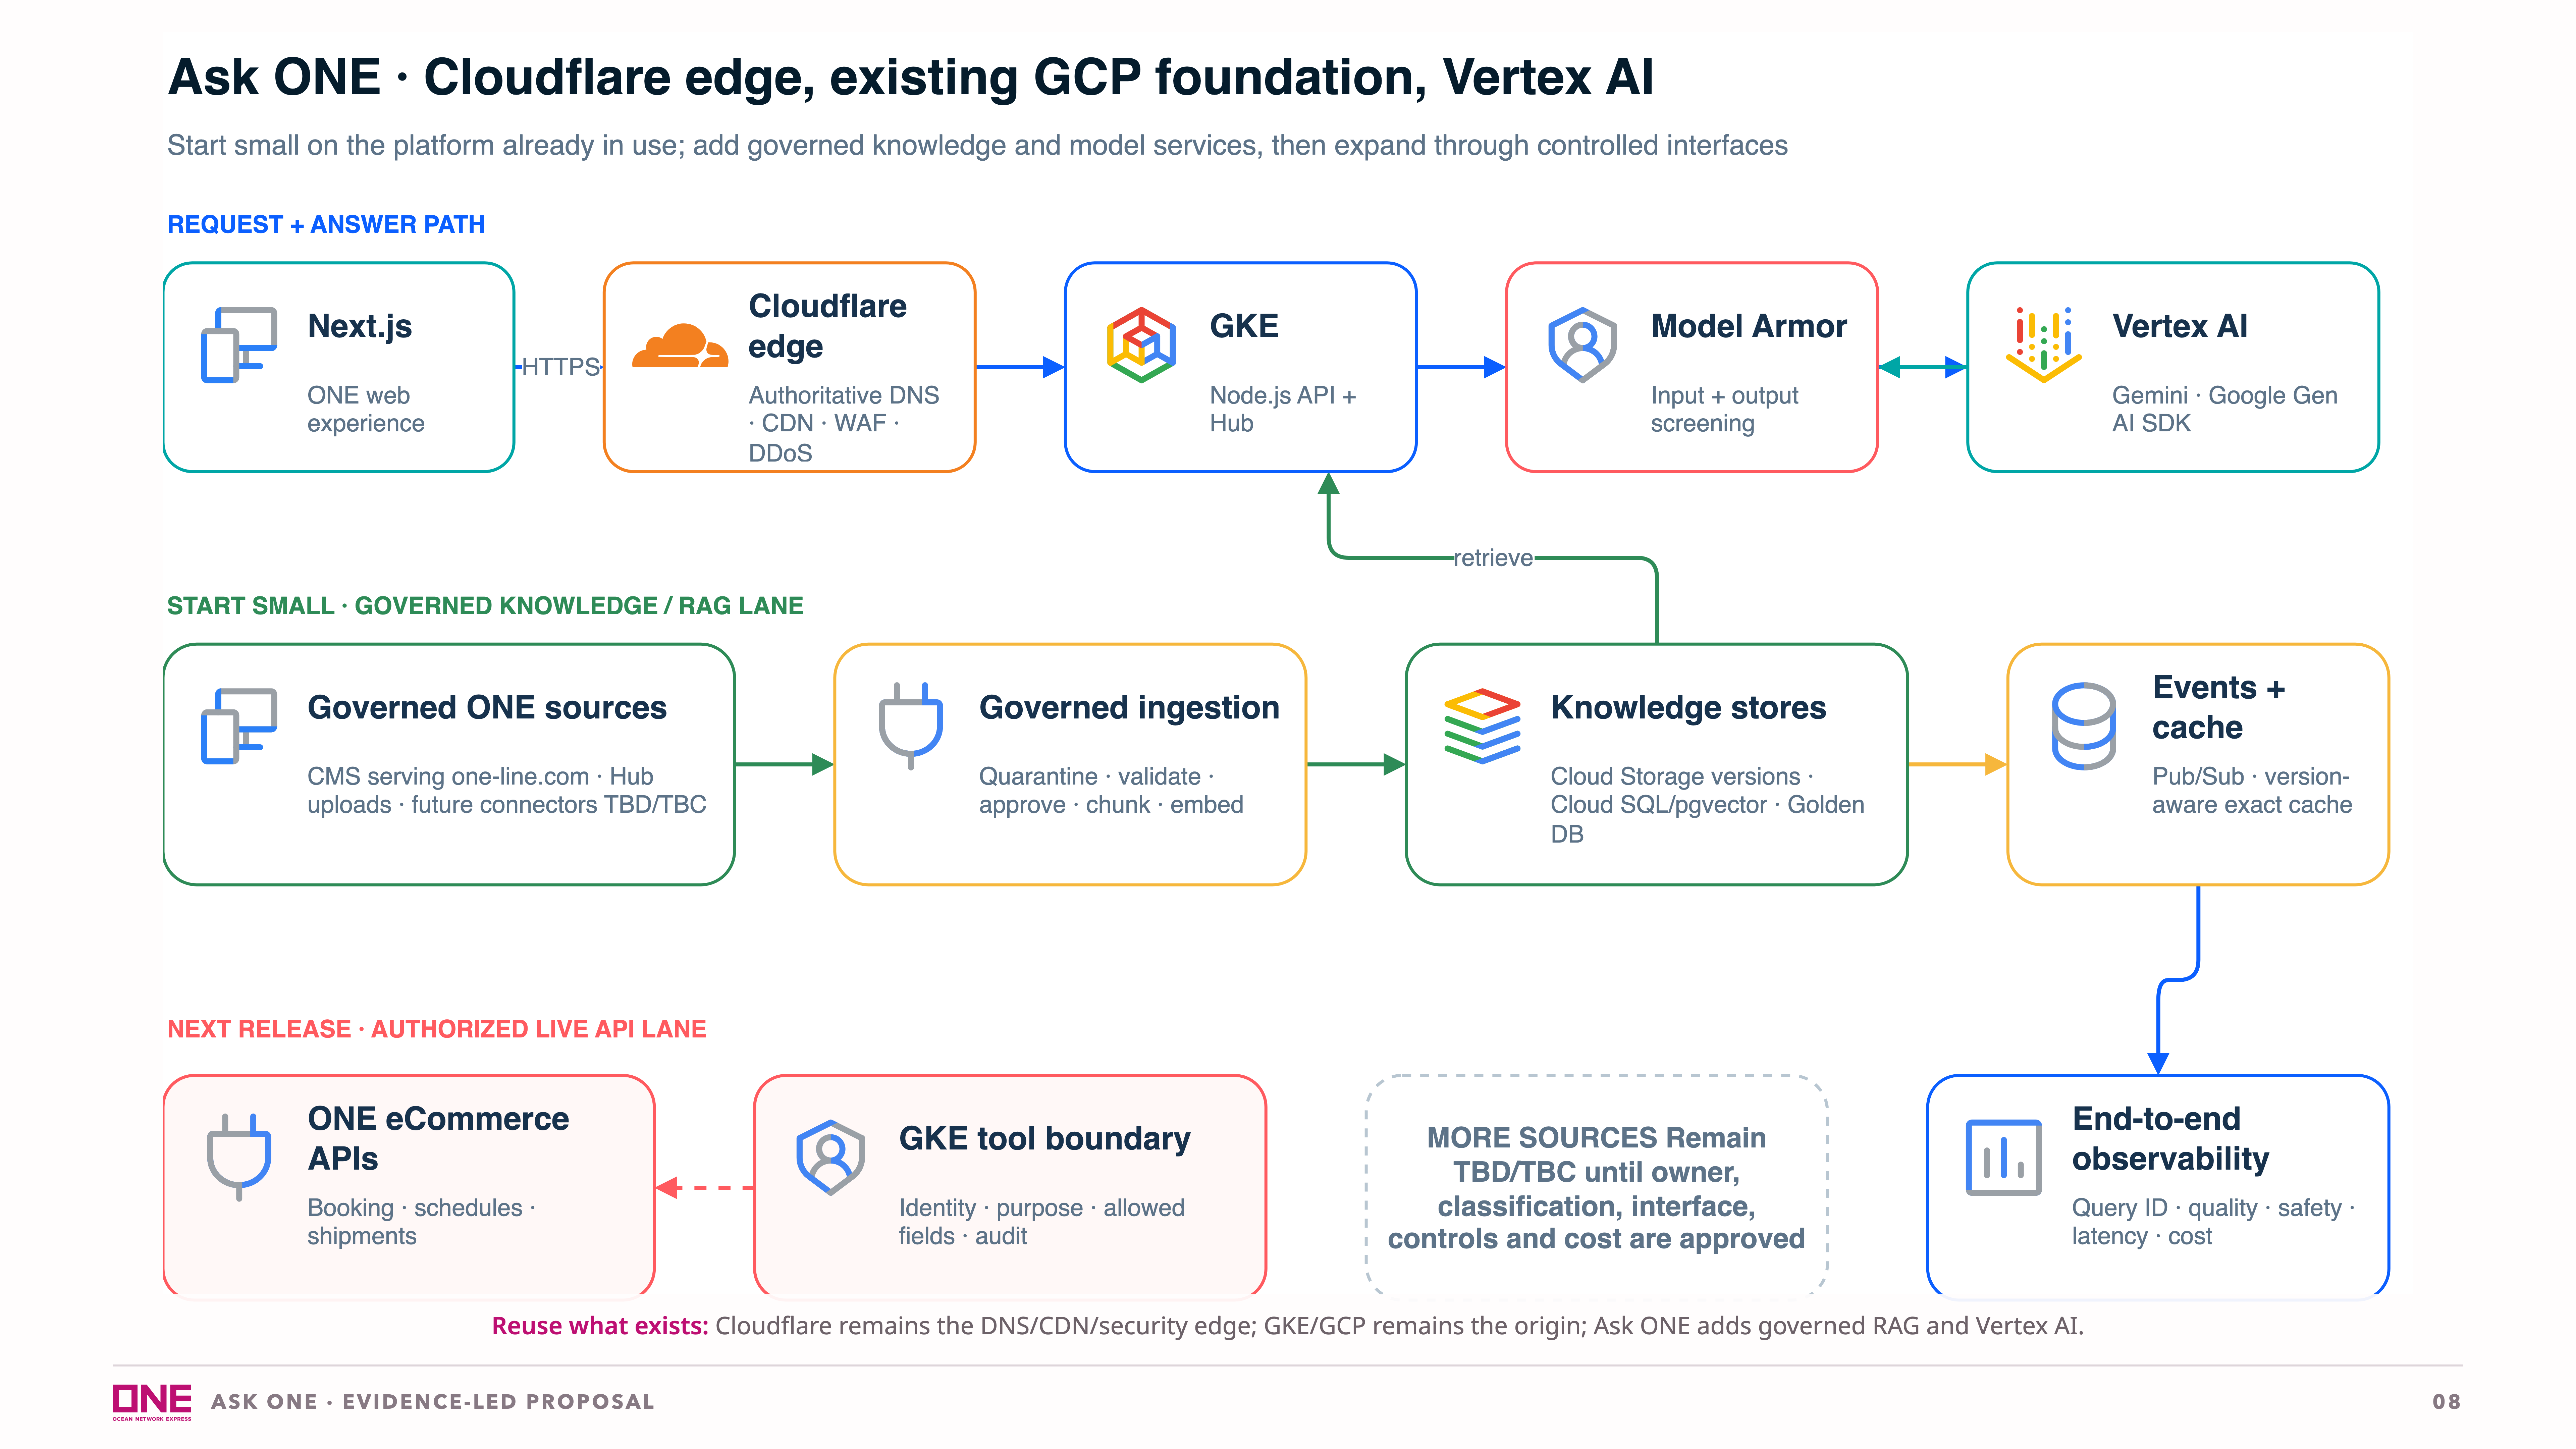 Ask ONE · Cloudflare edge, existing GCP foundation, Vertex AI
Start small on the platform already in use; add governed knowledge and model services, then expand through controlled interfaces
REQUEST + ANSWER PATH
Next.js
ONE web
experience
HTTPS
Cloudflare
edge
Authoritative DNS
· CDN · WAF ·
DDoS
GKE
Node.js API +
Hub
Model Armor
Input + output
screening
Vertex AI
Gemini · Google Gen
AI SDK
retrieve
START SMALL · GOVERNED KNOWLEDGE / RAG LANE
Governed ONE sources
CMS serving one-line.com · Hub
uploads · future connectors TBD/TBC
Governed ingestion
Quarantine · validate ·
approve · chunk · embed
Knowledge stores
Cloud Storage versions ·
Cloud SQL/pgvector · Golden
DB
Events +
cache
Pub/Sub · version-
aware exact cache
NEXT RELEASE · AUTHORIZED LIVE API LANE
ONE eCommerce
APIs
Booking · schedules ·
shipments
GKE tool boundary
Identity · purpose · allowed
fields · audit
MORE SOURCES Remain
TBD/TBC until owner,
classification, interface,
controls and cost are approved
End-to-end
observability
Query ID · quality · safety ·
latency · cost
Reuse what exists: Cloudflare remains the DNS/CDN/security edge; GKE/GCP remains the origin; Ask ONE adds governed RAG and Vertex AI.
ONE
OCEAN NETWORK EXPRESS
ASK ONE · EVIDENCE-LED PROPOSAL
08